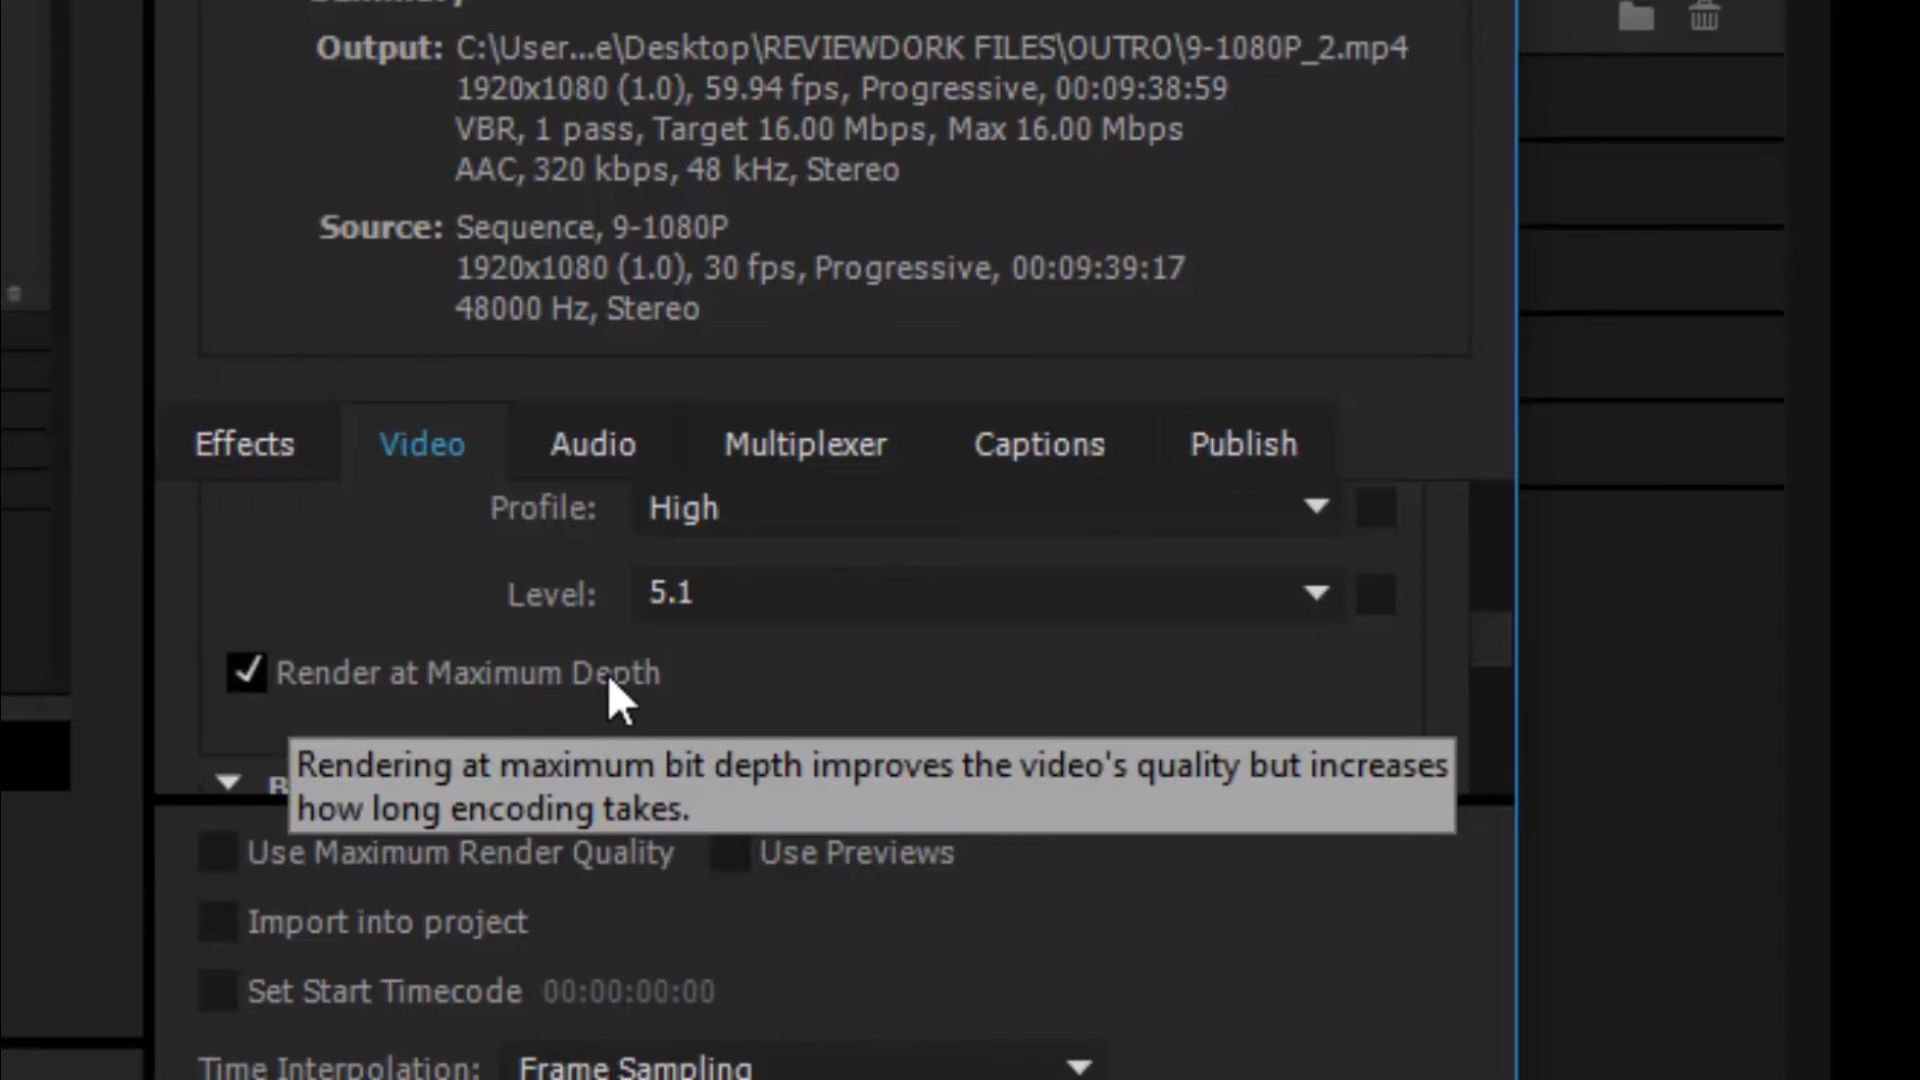 Output: C:\User...e\Desktop\REVIEWDORK FILES\OUTRO\9-1080P_2.mp4
1920x1080 (1.0), 59.94 fps, Progressive, 00:09:38:59
VBR, 1 pass, Target 16.00 Mbps, Max 16.00 Mbps
AAC, 320 kbps, 48 kHz, Stereo
Source: Sequence, 9-1080P
1920x1080 (1.0), 30 fps, Progressive, 00:09:39:17
48000 Hz, Stereo
Effects Video Audio Multiplexer Captions Publish
Profile: High
Level: 5.1
Render at Maximum Depth
Rendering at maximum bit depth improves the video's quality but increases
how long encoding takes.
Use Maximum Render Quality Use Previews
Import into project
Set Start Timecode 00:00:00:00
Time Interpolation: Frame Sampling